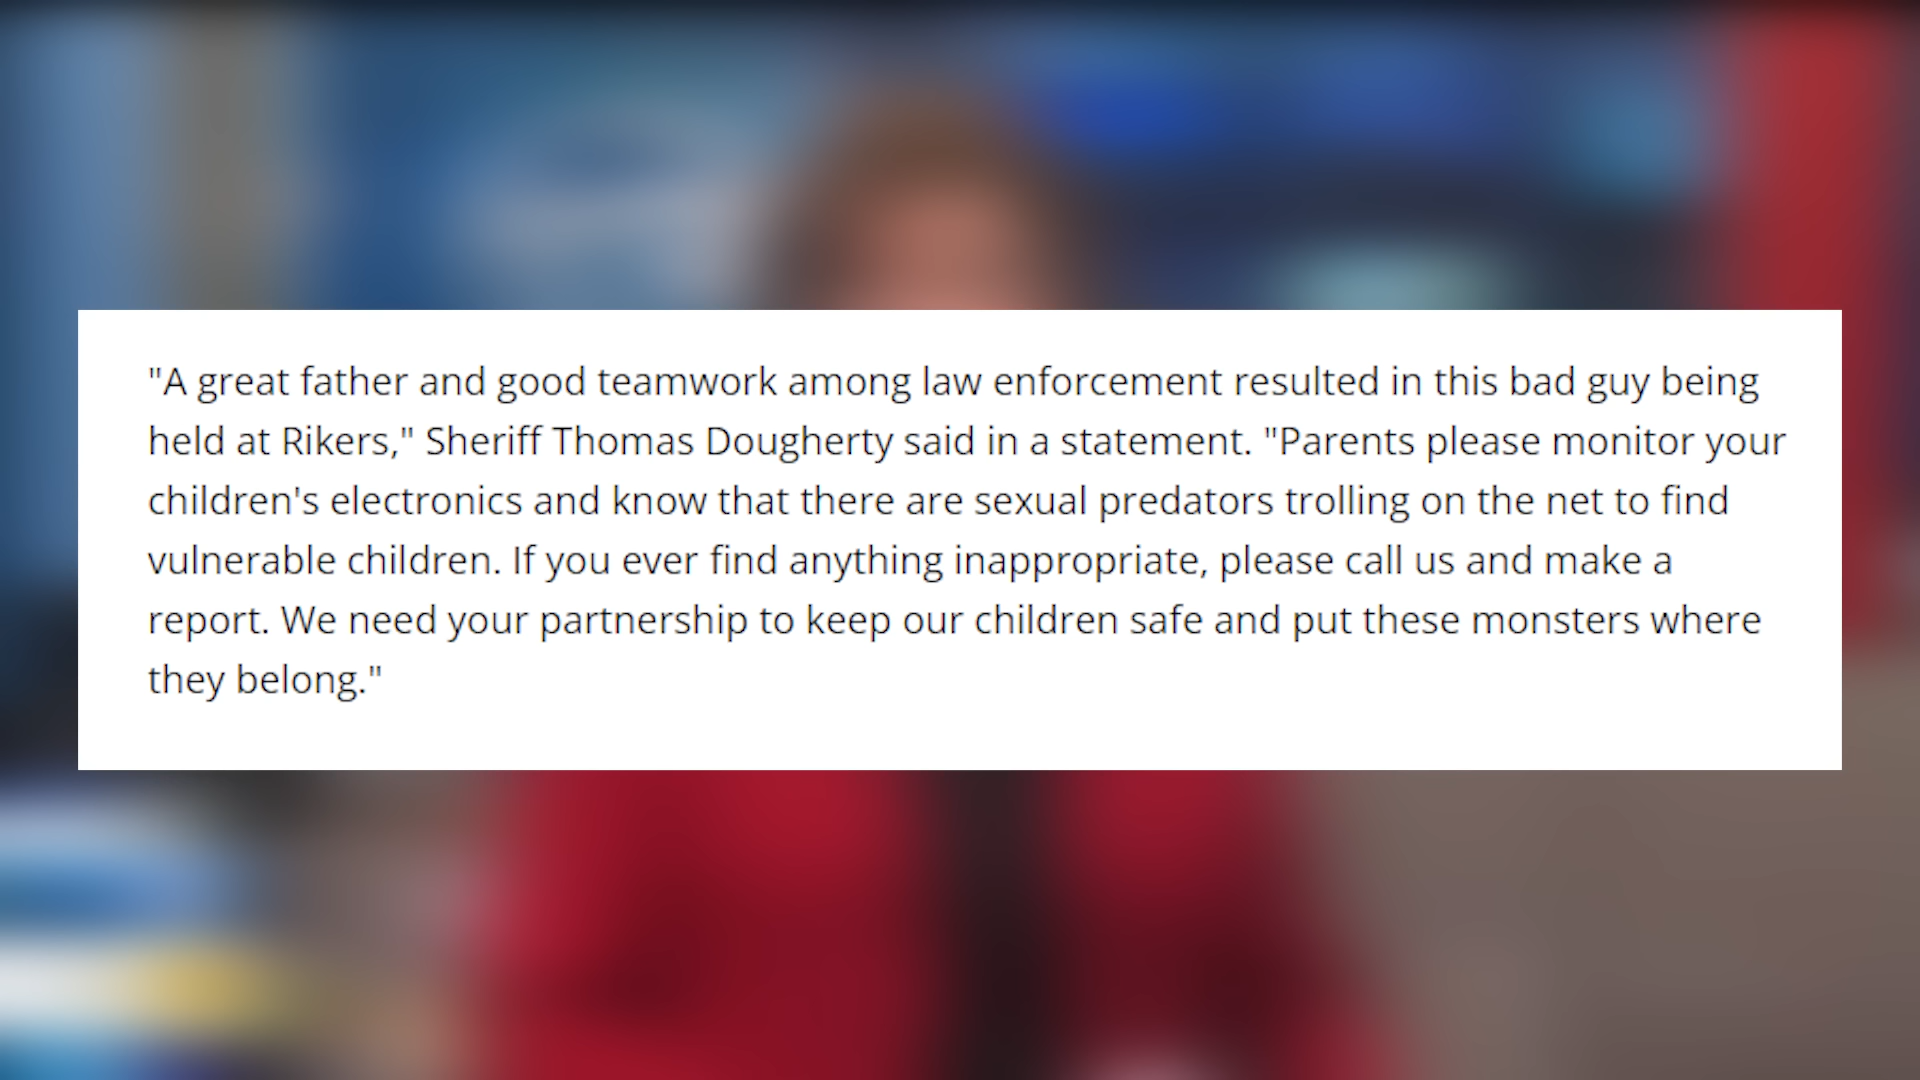 "A great father and good teamwork among law enforcement resulted in this bad guy being
held at Rikers," Sheriff Thomas Dougherty said in a statement. "Parents please monitor your
children's electronics and know that there are sexual predators trolling on the net to find
vulnerable children. If you ever find anything inappropriate, please call us and make a
report. We need your partnership to keep our children safe and put these monsters where
they belong."